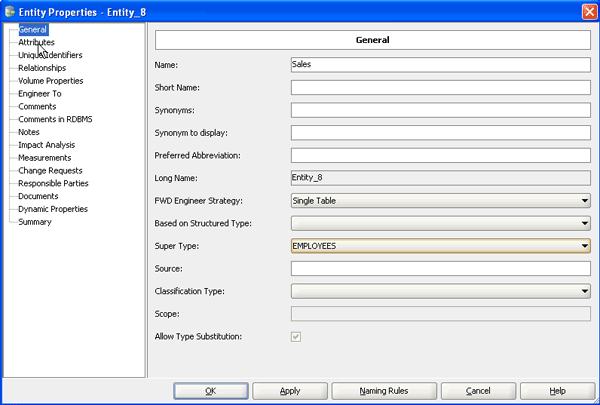 Entity Properties - Entity_8
General
Attributes
Unique Identifiers
Relationships
Volume Properties
Engineer To
Comments
Comments in RDBMS
Notes
Impact Analysis
Measurements
Change Requests
Responsible Parties
Documents
Dynamic Properties
Summary
General
Name: Sales
Short Name:
Synonyms:
Synonym to display:
Preferred Abbreviation:
Long Name: Entity_8
FWD Engineer Strategy: Single Table
Based on Structured Type:
Super Type: EMPLOYEES
Source:
Classification Type:
Scope:
Allow Type Substitution:
OK Apply Naming Rules Cancel Help